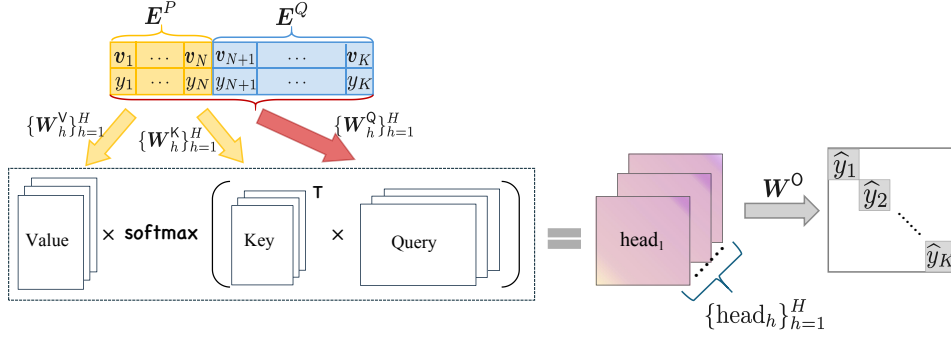 E^P E^Q
v_1 ⋯ v_N v_{N+1} ⋯ v_K
y_1 ⋯ y_N y_{N+1} ⋯ y_K
{W_h^V}_{h=1}^H {W_h^K}_{h=1}^H {W_h^Q}_{h=1}^H
Value × softmax ( Key T × Query ) = head_1 W^O
ŷ_1
ŷ_2
ŷ_K
{head_h}_{h=1}^H